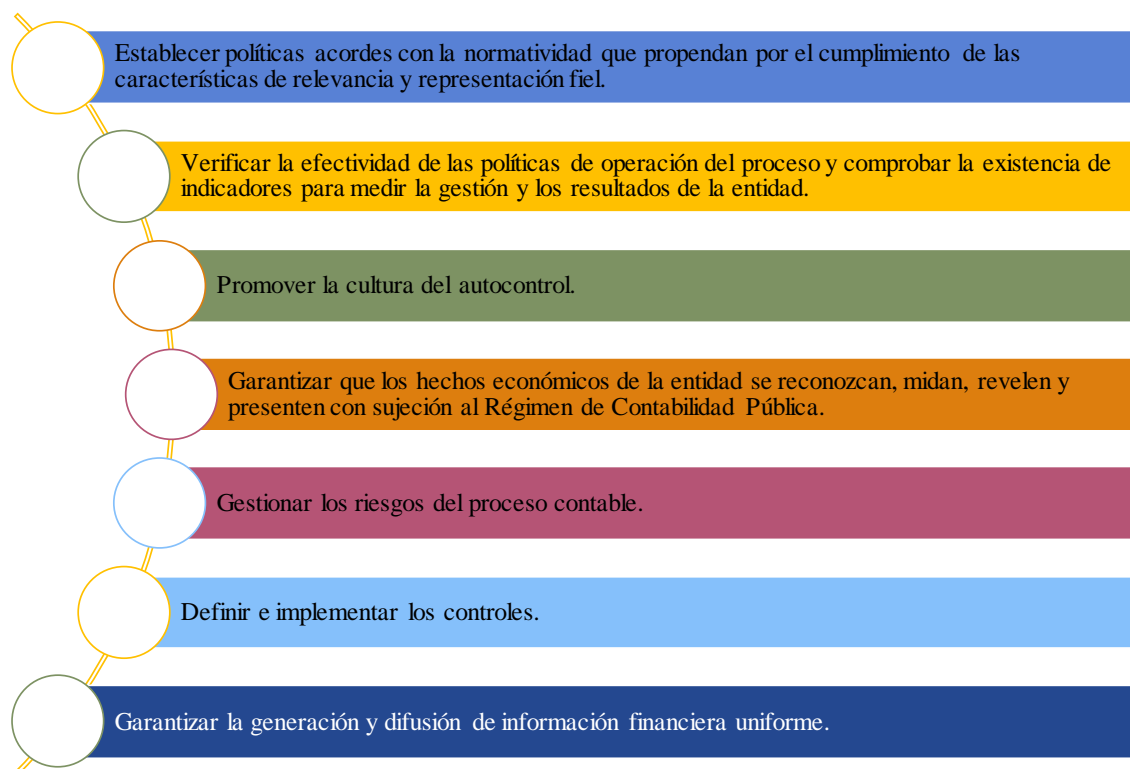 Establecer políticas acordes con la normatividad que propendan por el cumplimiento de las
características de relevancia y representación fiel.
Verificar la efectividad de las políticas de operación del proceso y comprobar la existencia de
indicadores para medir la gestión y los resultados de la entidad.
Promover la cultura del autocontrol.
Garantizar que los hechos económicos de la entidad se reconozcan, midan, revelen y
presenten con sujeción al Régimen de Contabilidad Pública.
Gestionar los riesgos del proceso contable.
Definir e implementar los controles.
Garantizar la generación y difusión de información financiera uniforme.